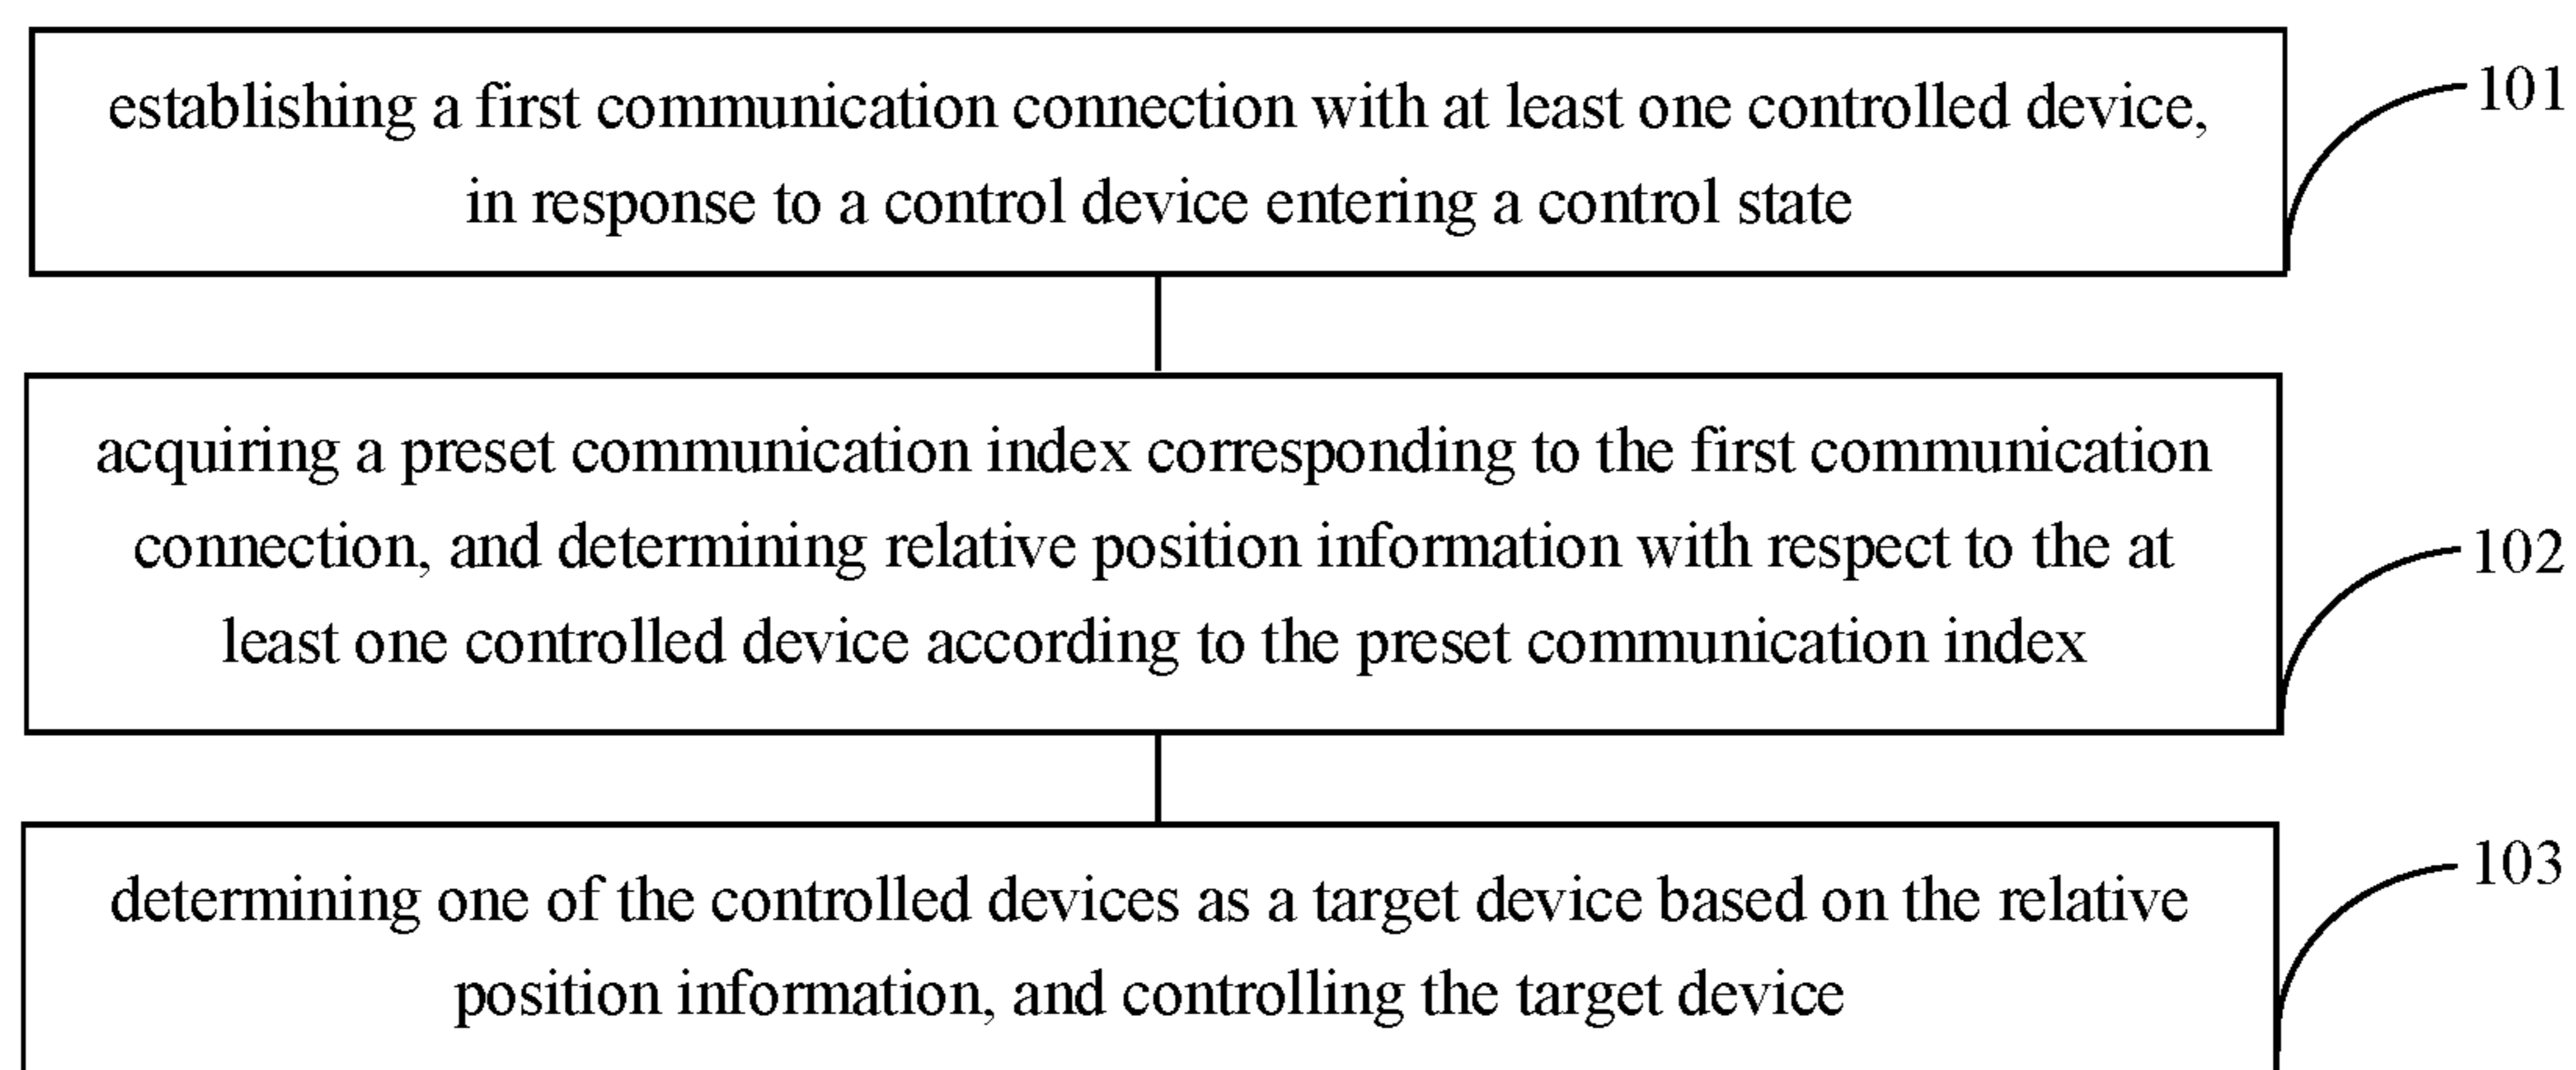 establishing a first communication connection with at least one controlled device,
in response to a control device entering a control state
101
acquiring a preset communication index corresponding to the first communication
connection, and determining relative position information with respect to the at
least one controlled device according to the preset communication index
102
determining one of the controlled devices as a target device based on the relative
position information, and controlling the target device
103